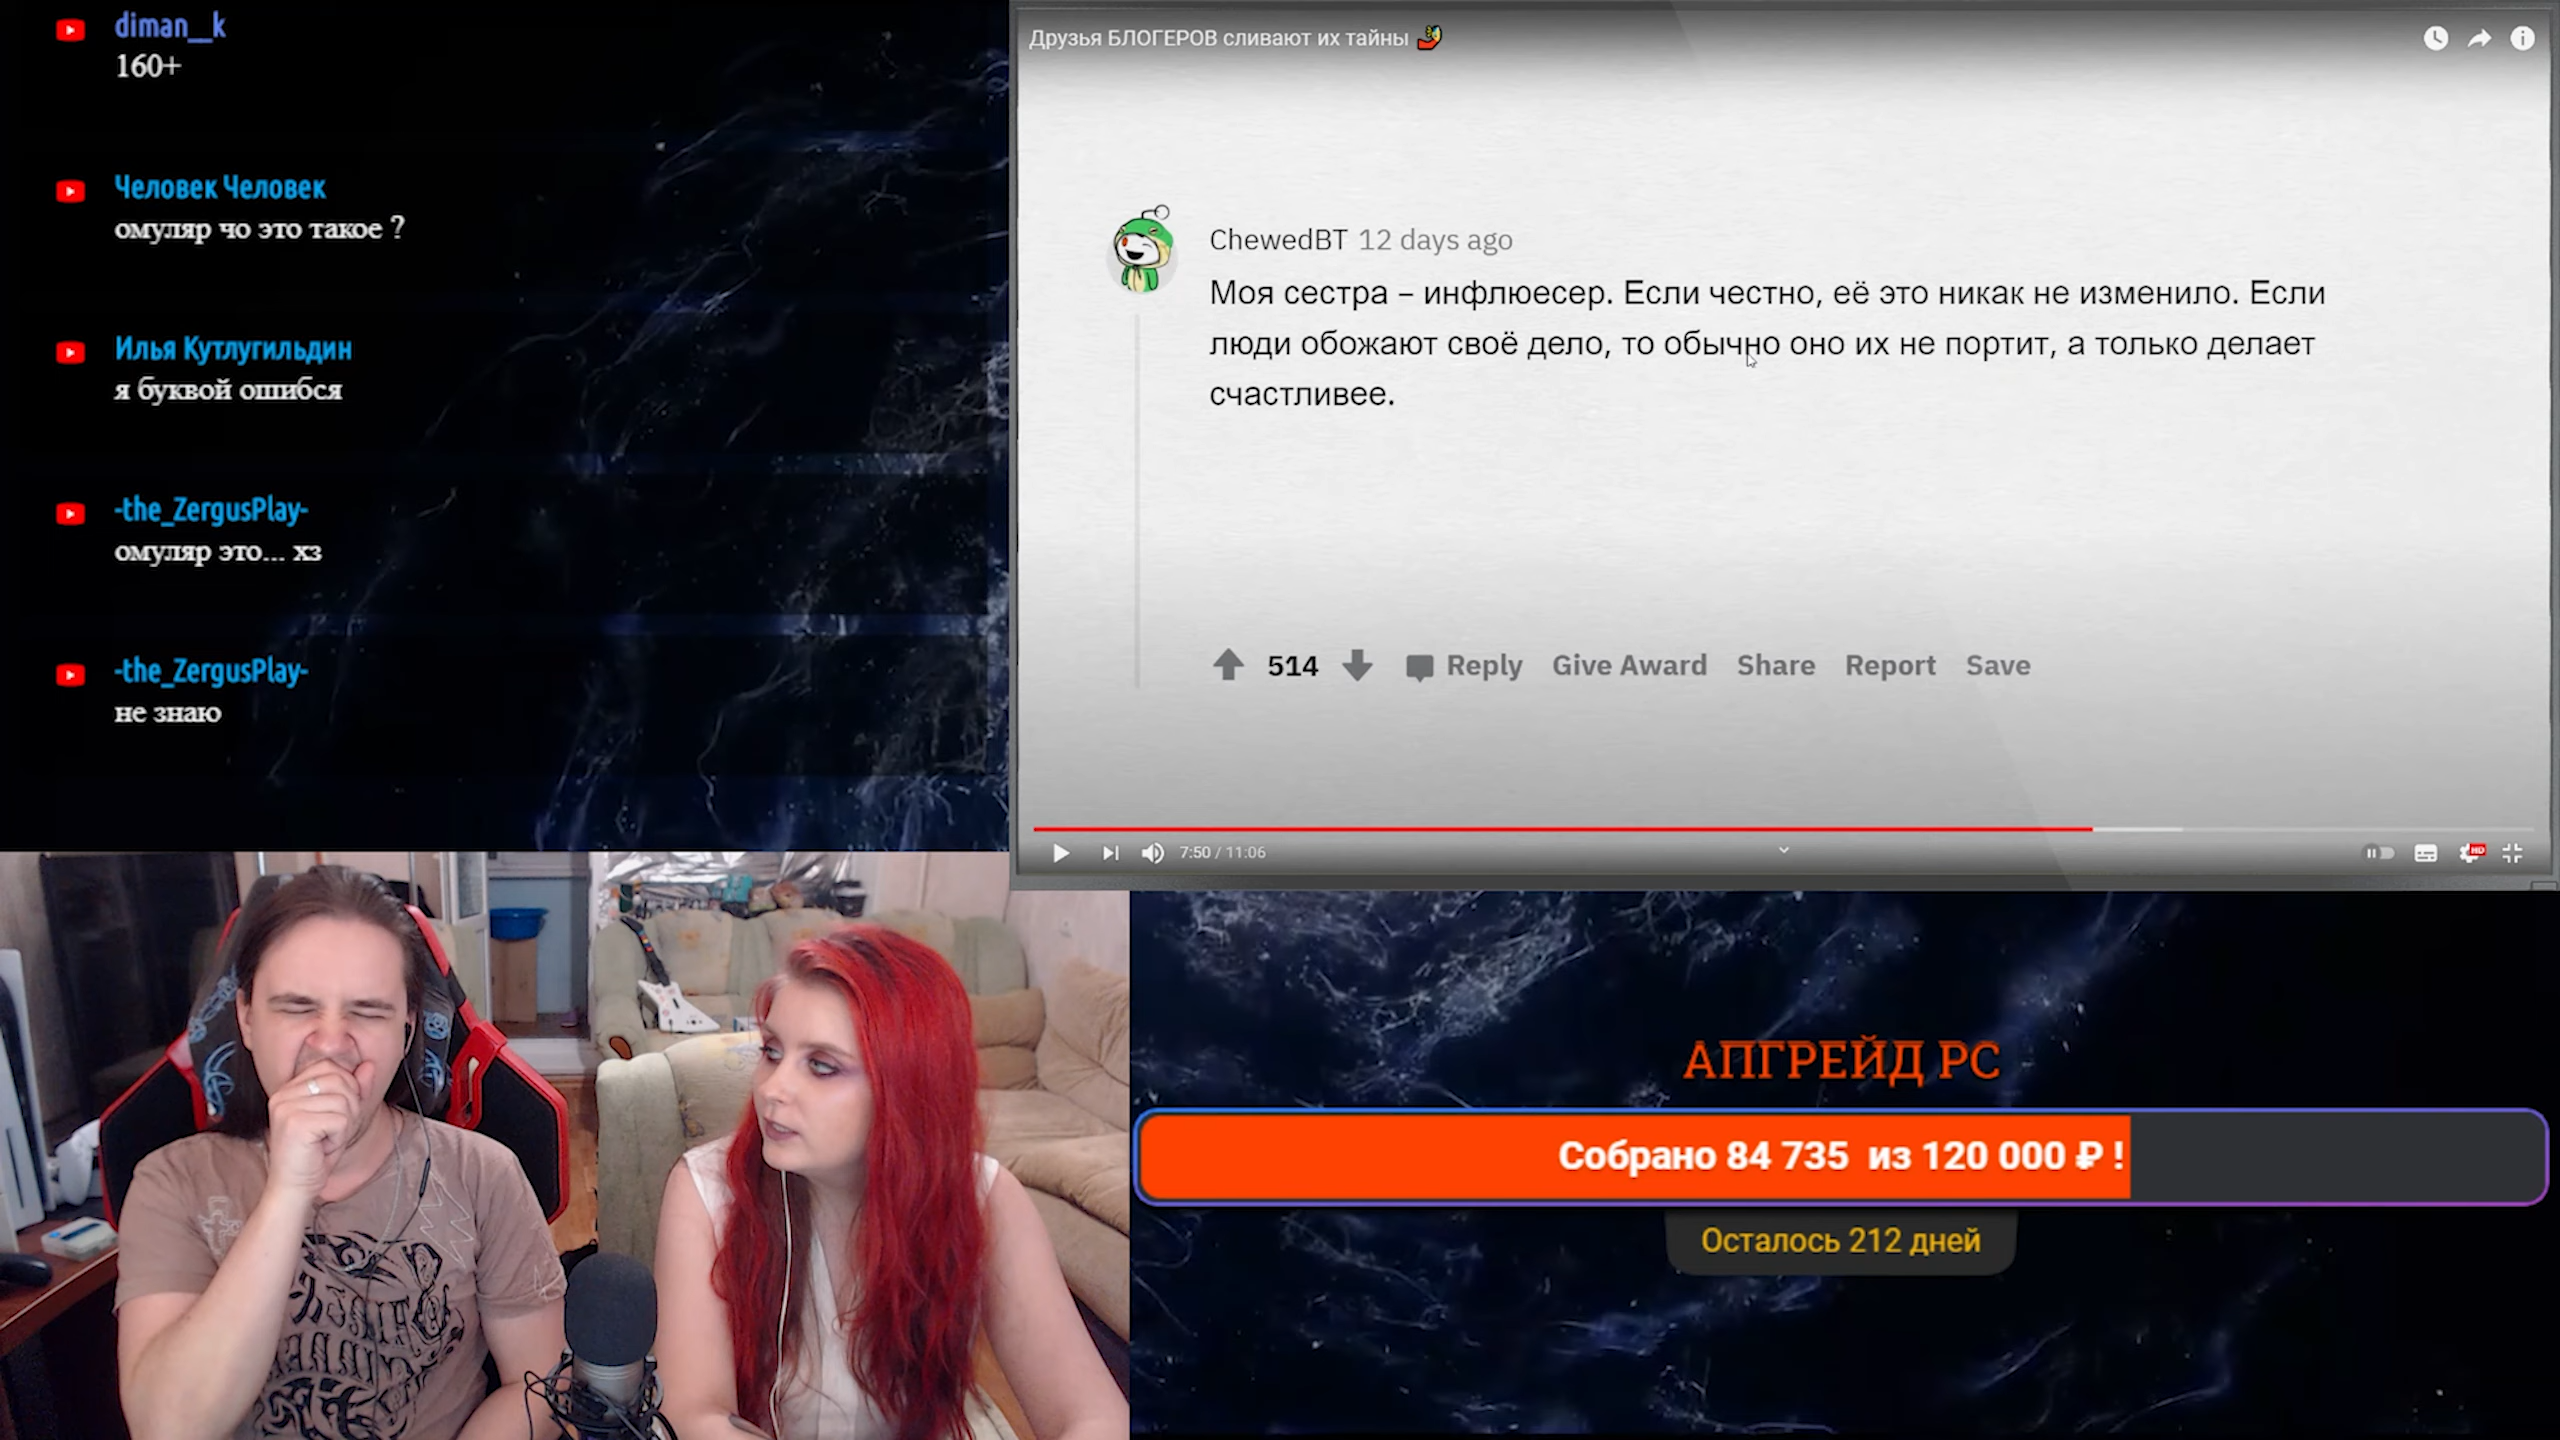 diman__k
160+
Человек Человек
омуляр чо это такое ?
Илья Кутлугильдин
я буквой ошибся
-the_ZergusPlay-
омуляр это... хз
-the_ZergusPlay-
не знаю
Друзья БЛОГЕРОВ сливают их тайны
ChewedBT 12 days ago
Моя сестра – инфлюесер. Если честно, её это никак не изменило. Если
люди обожают своё дело, то обычно оно их не портит, а только делает
счастливее.
514 Reply Give Award Share Report Save
7:50 / 11:06
HD
АПГРЕЙД PC
Собрано 84 735 из 120 000 ₽ !
Осталось 212 дней